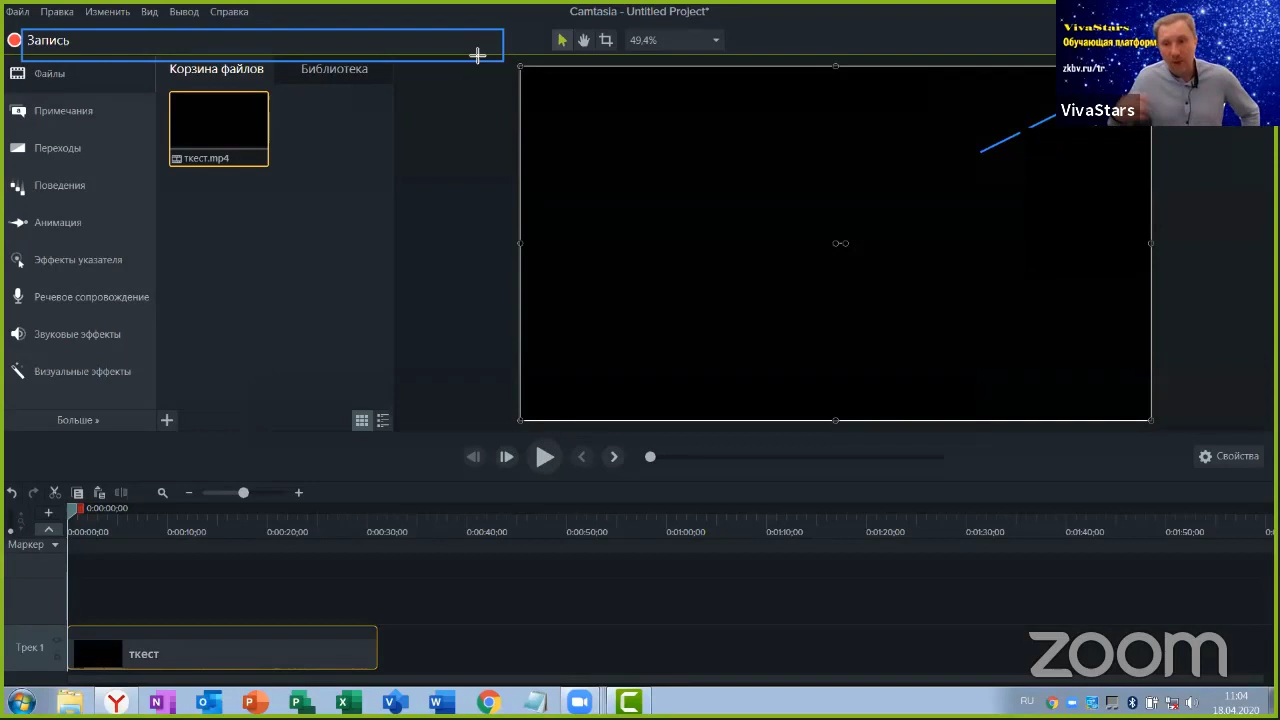 Файл Правка Изменить Вид Вывод Справка
Camtasia - Untitled Project*
Запись
49,4%
VivaStars
Обучающая платформ
zkbv.ru/tr
VivaStars
Файлы
Примечания
Переходы
Поведения
Анимация
Эффекты указателя
Речевое сопровождение
Звуковые эффекты
Визуальные эффекты
Больше »
Корзина файлов Библиотека
ткест.mp4
Свойства
0:00:00;00
0:00:00;00 0:00:10;00 0:00:20;00 0:00:30;00 0:00:40;00 0:00:50;00 0:01:00;00 0:01:10;00 0:01:20;00 0:01:30;00 0:01:40;00 0:01:50;00
Маркер
Трек 1
ткест
zoom
RU
11:04
18.04.2020